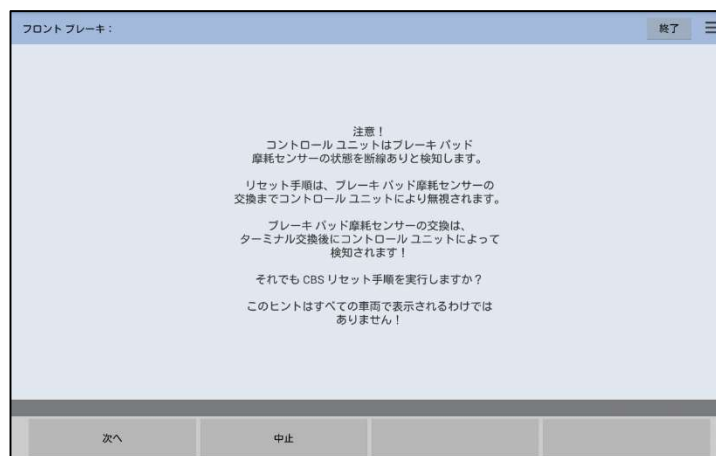 フロント ブレーキ：
終了
注意！
コントロール ユニットはブレーキ パッド
摩耗センサーの状態を断線ありと検知します。
リセット手順は、ブレーキ パッド摩耗センサーの
交換までコントロール ユニットにより無視されます。
ブレーキ パッド摩耗センサーの交換は、
ターミナル交換後にコントロール ユニットによって
検知されます！
それでも CBS リセット手順を実行しますか？
このヒントはすべての車両で表示されるわけでは
ありません！
次へ
中止